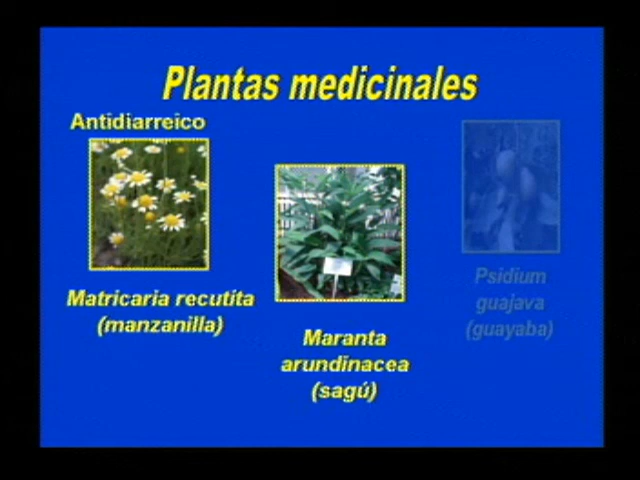 Plantas medicinales
Antidiarreico
Matricaria recutita
(manzanilla)
Maranta
arundinacea
(sagú)
Psidium
guajava
(guayaba)